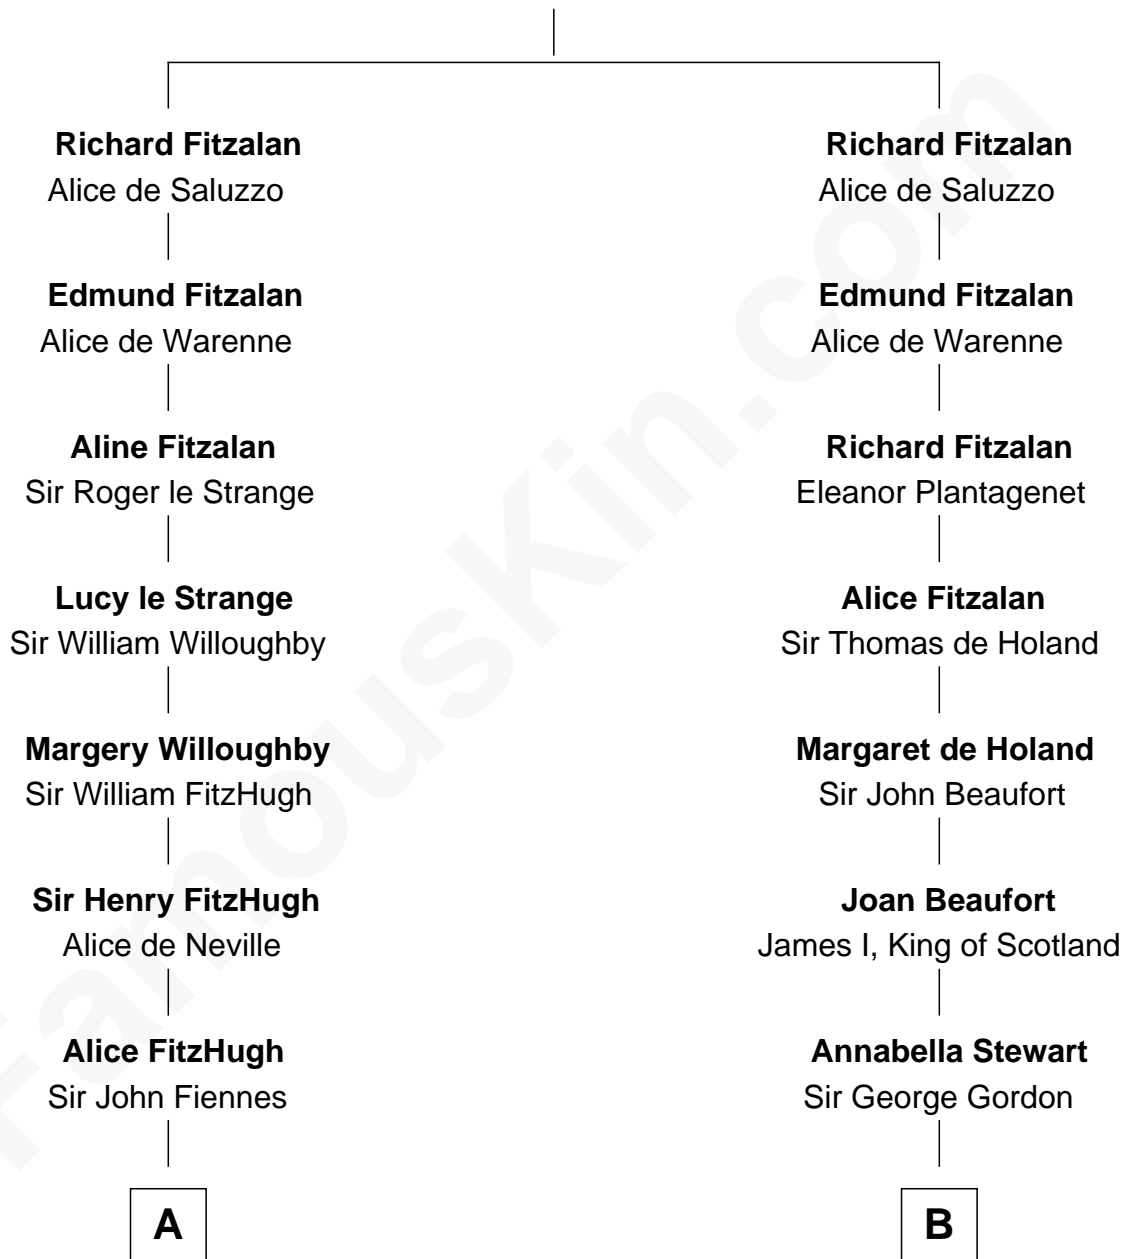 Richard Fitzalan
Alice de Saluzzo
Edmund Fitzalan
Alice de Warenne
Aline Fitzalan
Sir Roger le Strange
Lucy le Strange
Sir William Willoughby
Margery Willoughby
Sir William FitzHugh
Sir Henry FitzHugh
Alice de Neville
Alice FitzHugh
Sir John Fiennes
A
Richard Fitzalan
Alice de Saluzzo
Edmund Fitzalan
Alice de Warenne
Richard Fitzalan
Eleanor Plantagenet
Alice Fitzalan
Sir Thomas de Holand
Margaret de Holand
Sir John Beaufort
Joan Beaufort
James I, King of Scotland
Annabella Stewart
Sir George Gordon
B
FamousKin.com